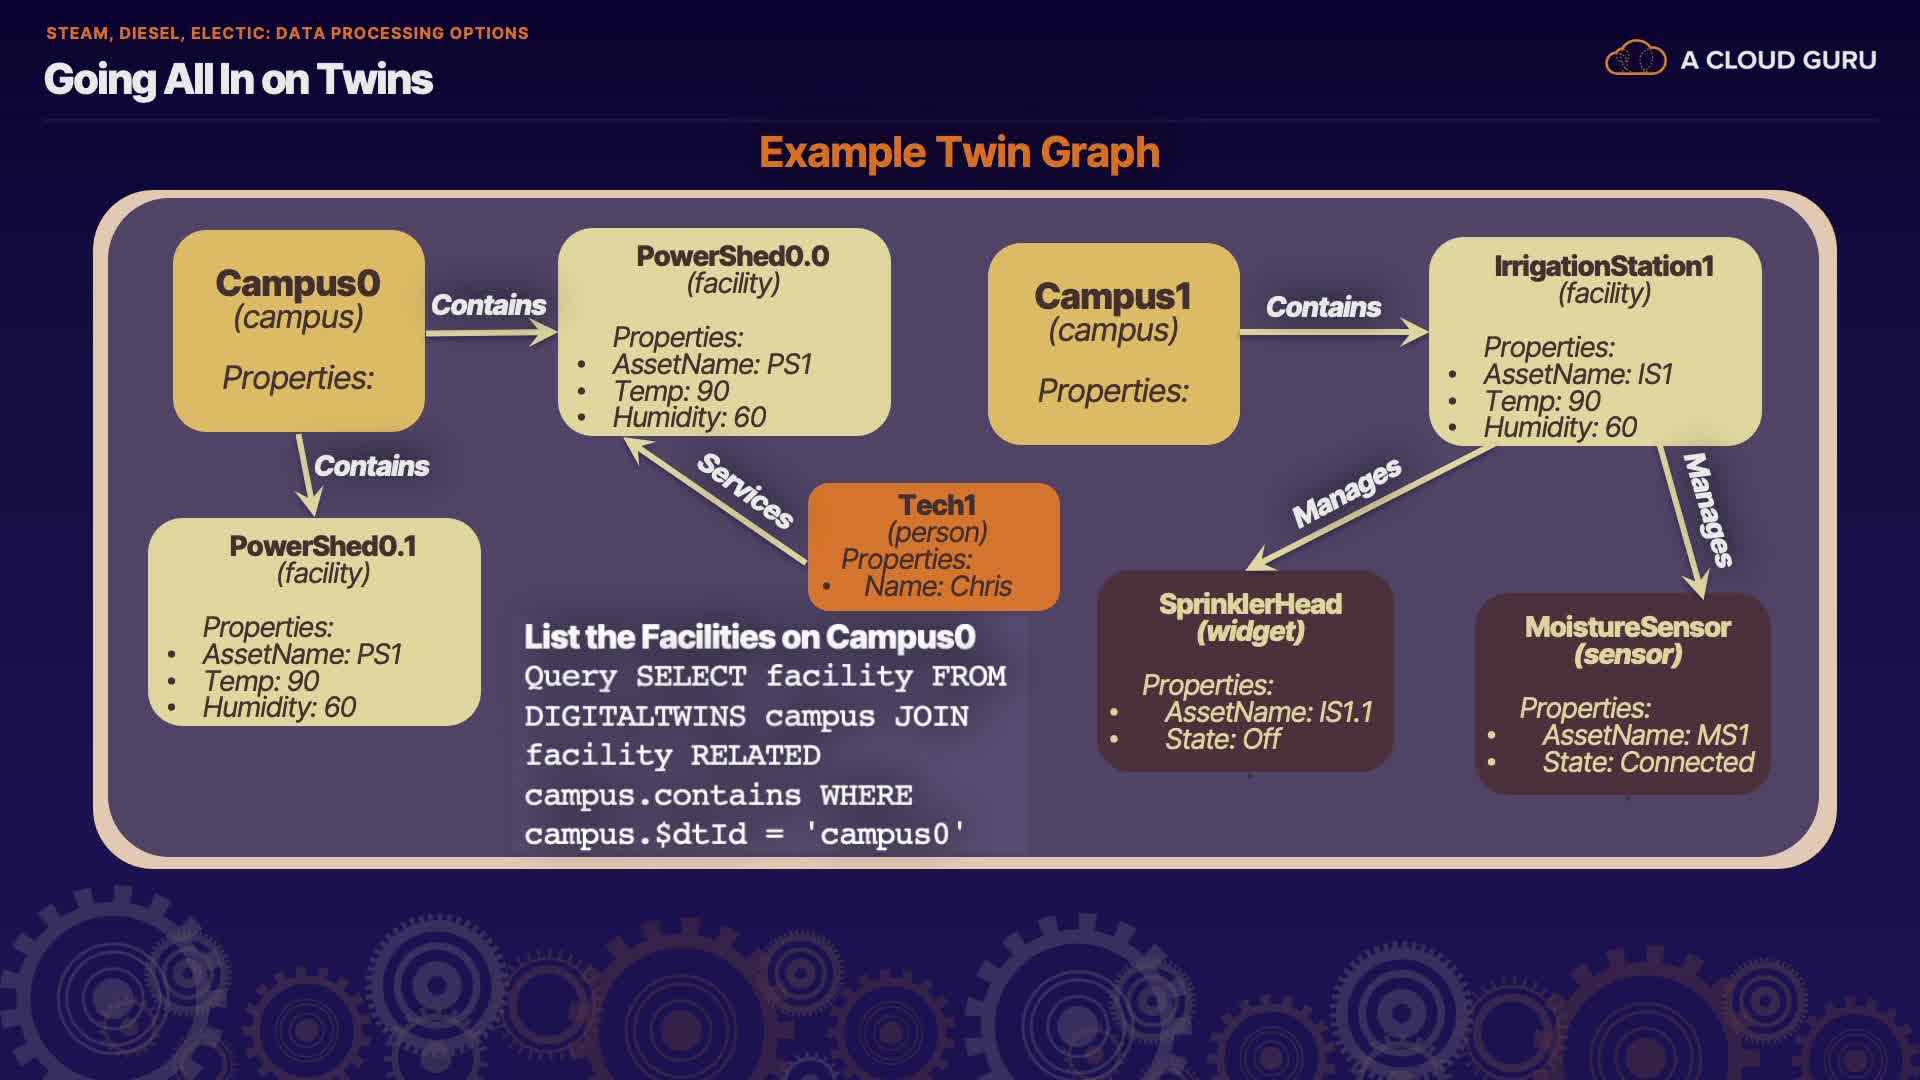 STEAM, DIESEL, ELECTIC: DATA PROCESSING OPTIONS
Going All In on Twins
A CLOUD GURU
Example Twin Graph
Campus0
(campus)
Properties:
Contains
PowerShed0.0
(facility)
Properties:
• AssetName: PS1
• Temp: 90
• Humidity: 60
Campus1
(campus)
Properties:
Contains
IrrigationStation1
(facility)
Properties:
• AssetName: IS1
• Temp: 90
• Humidity: 60
Contains
Services
Manages
Manages
PowerShed0.1
(facility)
Properties:
• AssetName: PS1
• Temp: 90
• Humidity: 60
Tech1
(person)
Properties:
• Name: Chris
List the Facilities on Campus0
Query SELECT facility FROM
DIGITALTWINS campus JOIN
facility RELATED
campus.contains WHERE
campus.$dtId = 'campus0'
SprinklerHead
(widget)
Properties:
• AssetName: IS1.1
• State: Off
MoistureSensor
(sensor)
Properties:
• AssetName: MS1
• State: Connected